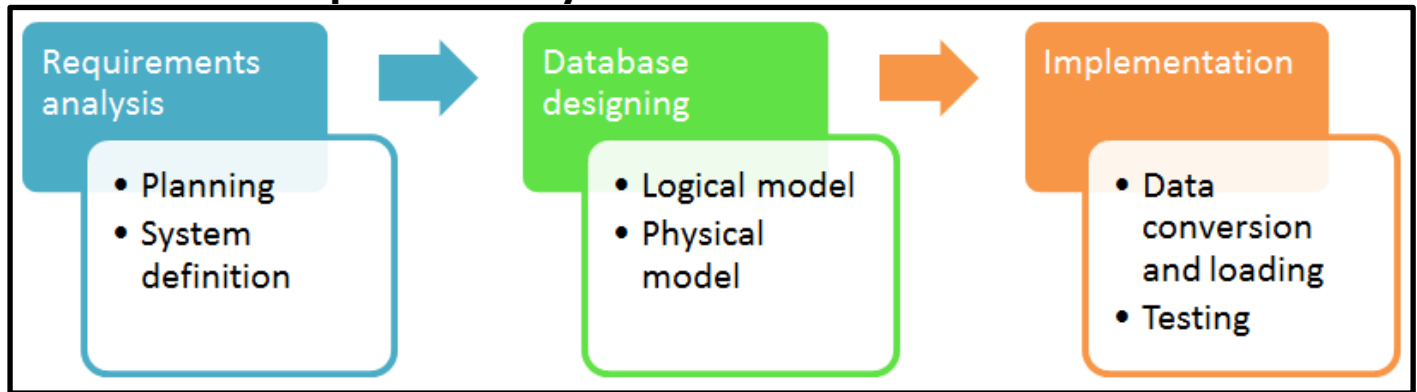 Requirements
analysis
• Planning
• System
definition
Database
designing
• Logical model
• Physical
model
Implementation
• Data
conversion
and loading
• Testing